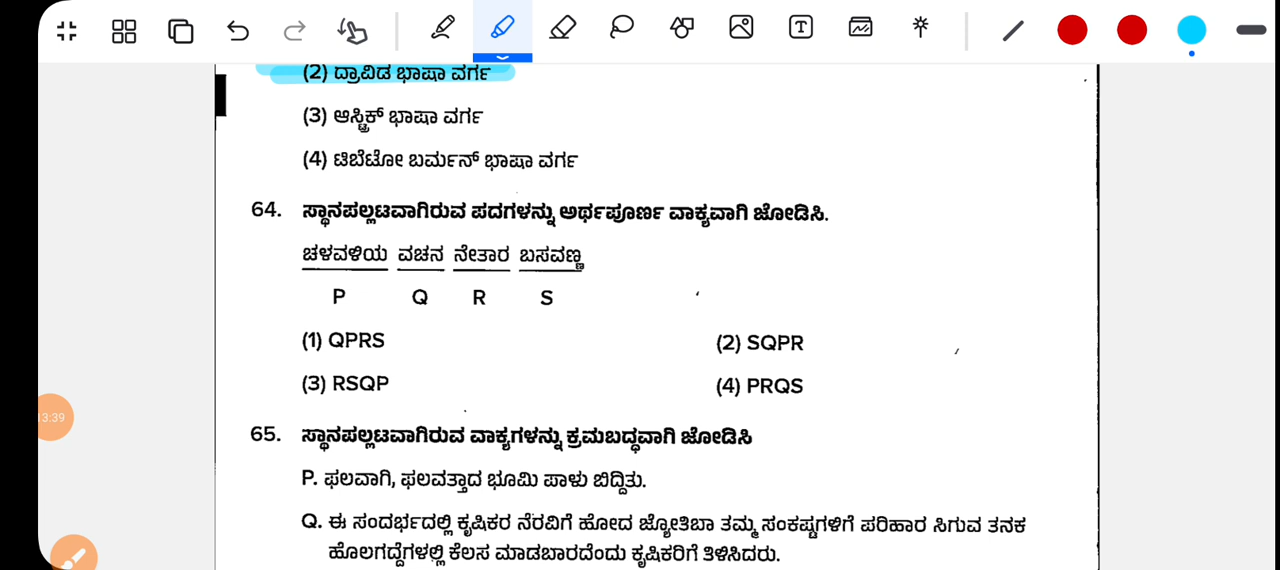 (2) ದ್ರಾವಿಡ ಭಾಷಾ ವರ್ಗ
(3) ಆಸ್ಟ್ರಿಕ್ ಭಾಷಾ ವರ್ಗ
(4) ಟಿಬೆಟೋ ಬರ್ಮನ್ ಭಾಷಾ ವರ್ಗ
64. ಸ್ಥಾನಪಲ್ಲಟವಾಗಿರುವ ಪದಗಳನ್ನು ಅರ್ಥಪೂರ್ಣ ವಾಕ್ಯವಾಗಿ ಜೋಡಿಸಿ.
ಚಳವಳಿಯ ವಚನ ನೇತಾರ ಬಸವಣ್ಣ
P Q R S
(1) QPRS (2) SQPR
(3) RSQP (4) PRQS
3:39
65. ಸ್ಥಾನಪಲ್ಲಟವಾಗಿರುವ ವಾಕ್ಯಗಳನ್ನು ಕ್ರಮಬದ್ಧವಾಗಿ ಜೋಡಿಸಿ
P. ಫಲವಾಗಿ, ಫಲವತ್ತಾದ ಭೂಮಿ ಪಾಳು ಬಿದ್ದಿತು.
Q. ಈ ಸಂದರ್ಭದಲ್ಲಿ ಕೃಷಿಕರ ನೆರವಿಗೆ ಹೋದ ಜ್ಯೋತಿಬಾ ತಮ್ಮ ಸಂಕಷ್ಟಗಳಿಗೆ ಪರಿಹಾರ ಸಿಗುವ ತನಕ
ಹೊಲಗದ್ದೆಗಳಲ್ಲಿ ಕೆಲಸ ಮಾಡಬಾರದೆಂದು ಕೃಷಿಕರಿಗೆ ತಿಳಿಸಿದರು.